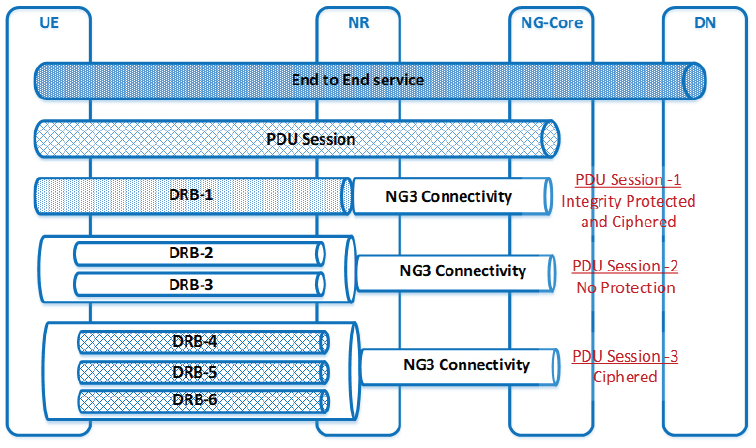 UE NR NG-Core DN
End to End service
PDU Session
DRB-1 NG3 Connectivity
PDU Session -1
Integrity Protected
and Ciphered
DRB-2
DRB-3
NG3 Connectivity
PDU Session -2
No Protection
DRB-4
DRB-5
DRB-6
NG3 Connectivity
PDU Session -3
Ciphered